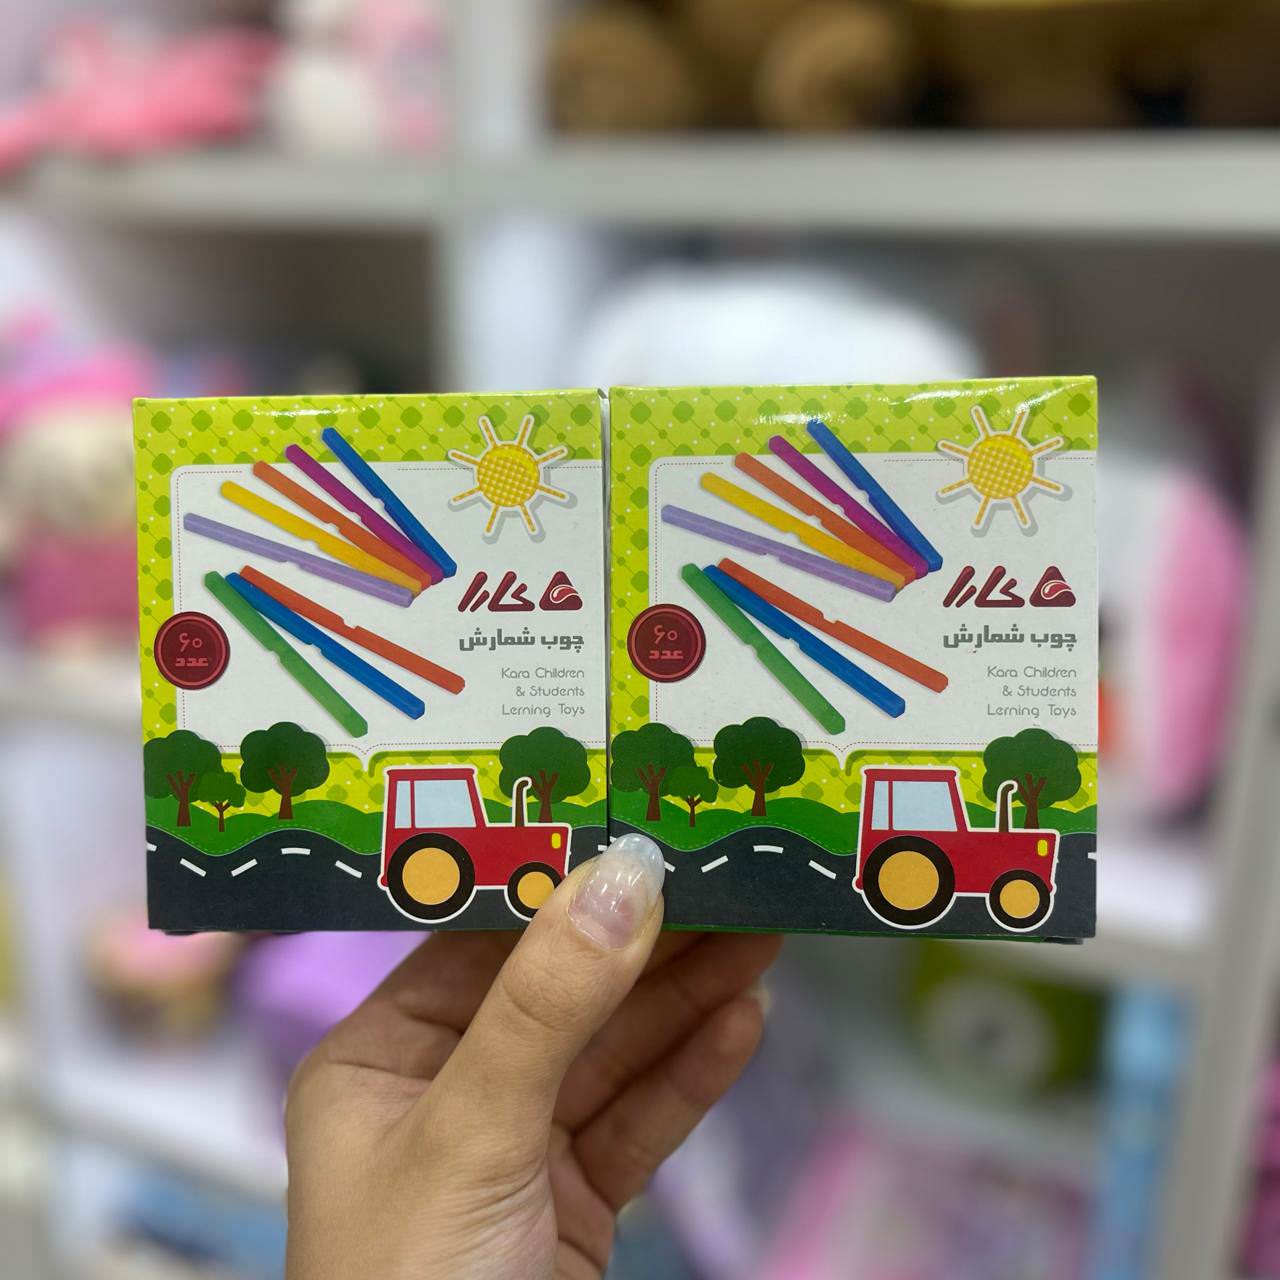 کارا
چوب شمارش
Kara Children
& Students
Lerning Toys
۶۰
عدد
کارا
چوب شمارش
Kara Children
& Students
Lerning Toys
۶۰
عدد